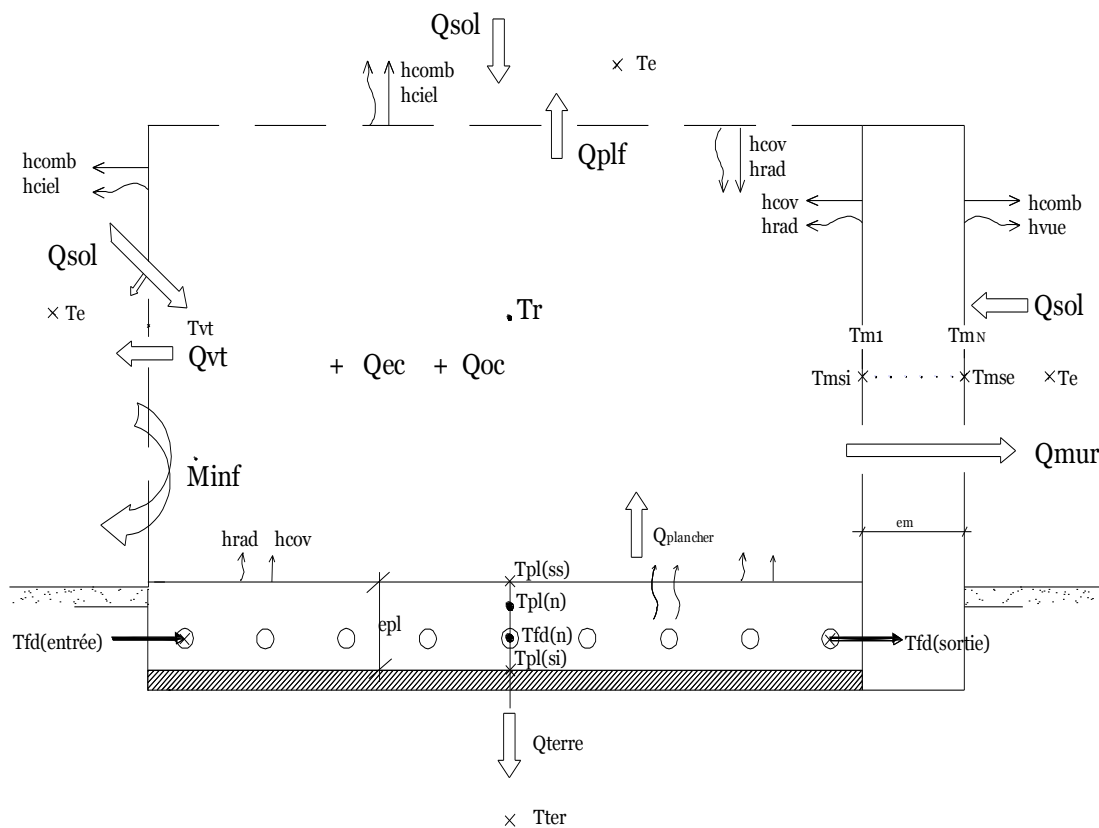 Qsol
hcomb
hciel
Te
Qplf
hcov
hrad
hcomb
hciel
hcov
hrad
hcomb
hvue
Qsol
Te
Tvt
Qvt
Tr
+ Qec + Qoc
Qsol
Tm1
TmN
Tmsi
Tmse
Te
Ṁinf
Qmur
em
hrad
hcov
Qplancher
Tpl(ss)
Tpl(n)
epl
Tfd(entrée)
Tfd(n)
Tfd(sortie)
Tpl(si)
Qterre
Tter